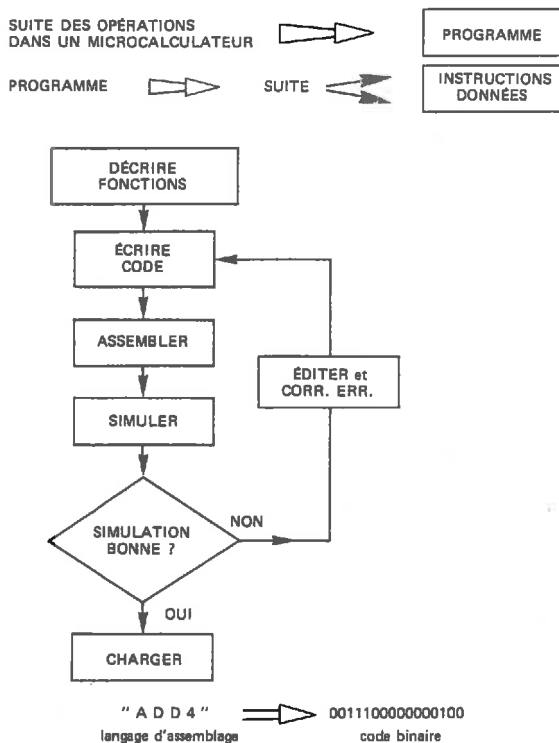 SUITE DES OPÉRATIONS
DANS UN MICROCALCULATEUR
PROGRAMME
PROGRAMME
SUITE
INSTRUCTIONS
DONNÉES
DÉCRIRE
FONCTIONS
ÉCRIRE
CODE
ASSEMBLER
ÉDITER et
CORR. ERR.
SIMULER
SIMULATION
BONNE ?
NON
OUI
CHARGER
" A D D 4 "
0011100000000100
langage d'assemblage
code binaire